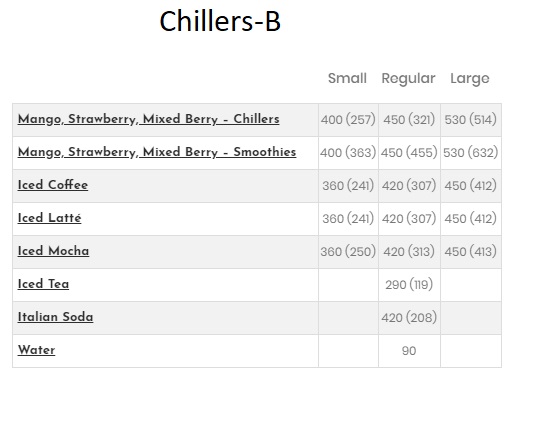 Chillers-B
Small Regular Large
Mango, Strawberry, Mixed Berry – Chillers 400 (257) 450 (321) 530 (514)
Mango, Strawberry, Mixed Berry – Smoothies 400 (363) 450 (455) 530 (632)
Iced Coffee 360 (241) 420 (307) 450 (412)
Iced Latté 360 (241) 420 (307) 450 (412)
Iced Mocha 360 (250) 420 (313) 450 (413)
Iced Tea 290 (119)
Italian Soda 420 (208)
Water 90